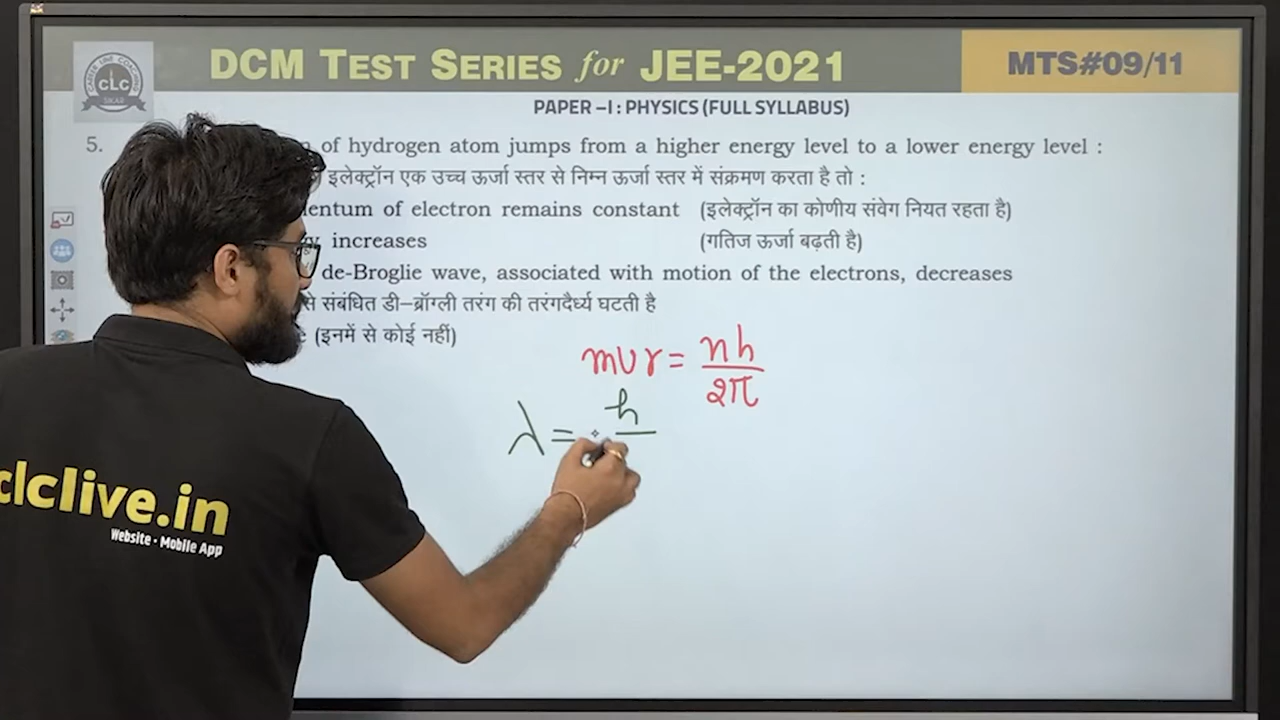 DCM TEST SERIES for JEE-2021
MTS#09/11
CLC
SIKAR
PAPER –I : PHYSICS (FULL SYLLABUS)
5. of hydrogen atom jumps from a higher energy level to a lower energy level :
इलेक्ट्रॉन एक उच्च ऊर्जा स्तर से निम्न ऊर्जा स्तर में संक्रमण करता है तो :
entum of electron remains constant (इलेक्ट्रॉन का कोणीय संवेग नियत रहता है)
increases (गतिज ऊर्जा बढ़ती है)
de-Broglie wave, associated with motion of the electrons, decreases
से संबंधित डी–ब्रॉग्ली तरंग की तरंगदैर्ध्य घटती है
(इनमें से कोई नहीं)
mvr = nh/2π
λ = h
clclive.in
Website • Mobile App